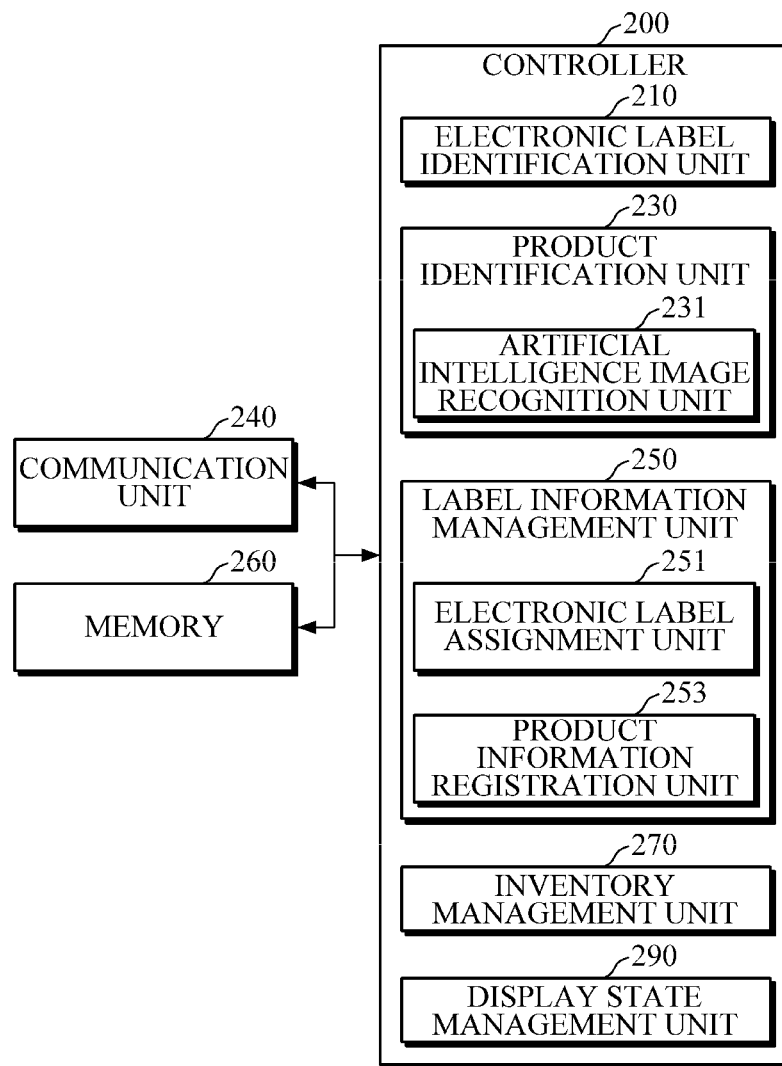 200
CONTROLLER
210
ELECTRONIC LABEL
IDENTIFICATION UNIT
230
PRODUCT
IDENTIFICATION UNIT
231
ARTIFICIAL
INTELLIGENCE IMAGE
RECOGNITION UNIT
240
COMMUNICATION
UNIT
260
MEMORY
250
LABEL INFORMATION
MANAGEMENT UNIT
251
ELECTRONIC LABEL
ASSIGNMENT UNIT
253
PRODUCT
INFORMATION
REGISTRATION UNIT
270
INVENTORY
MANAGEMENT UNIT
290
DISPLAY STATE
MANAGEMENT UNIT